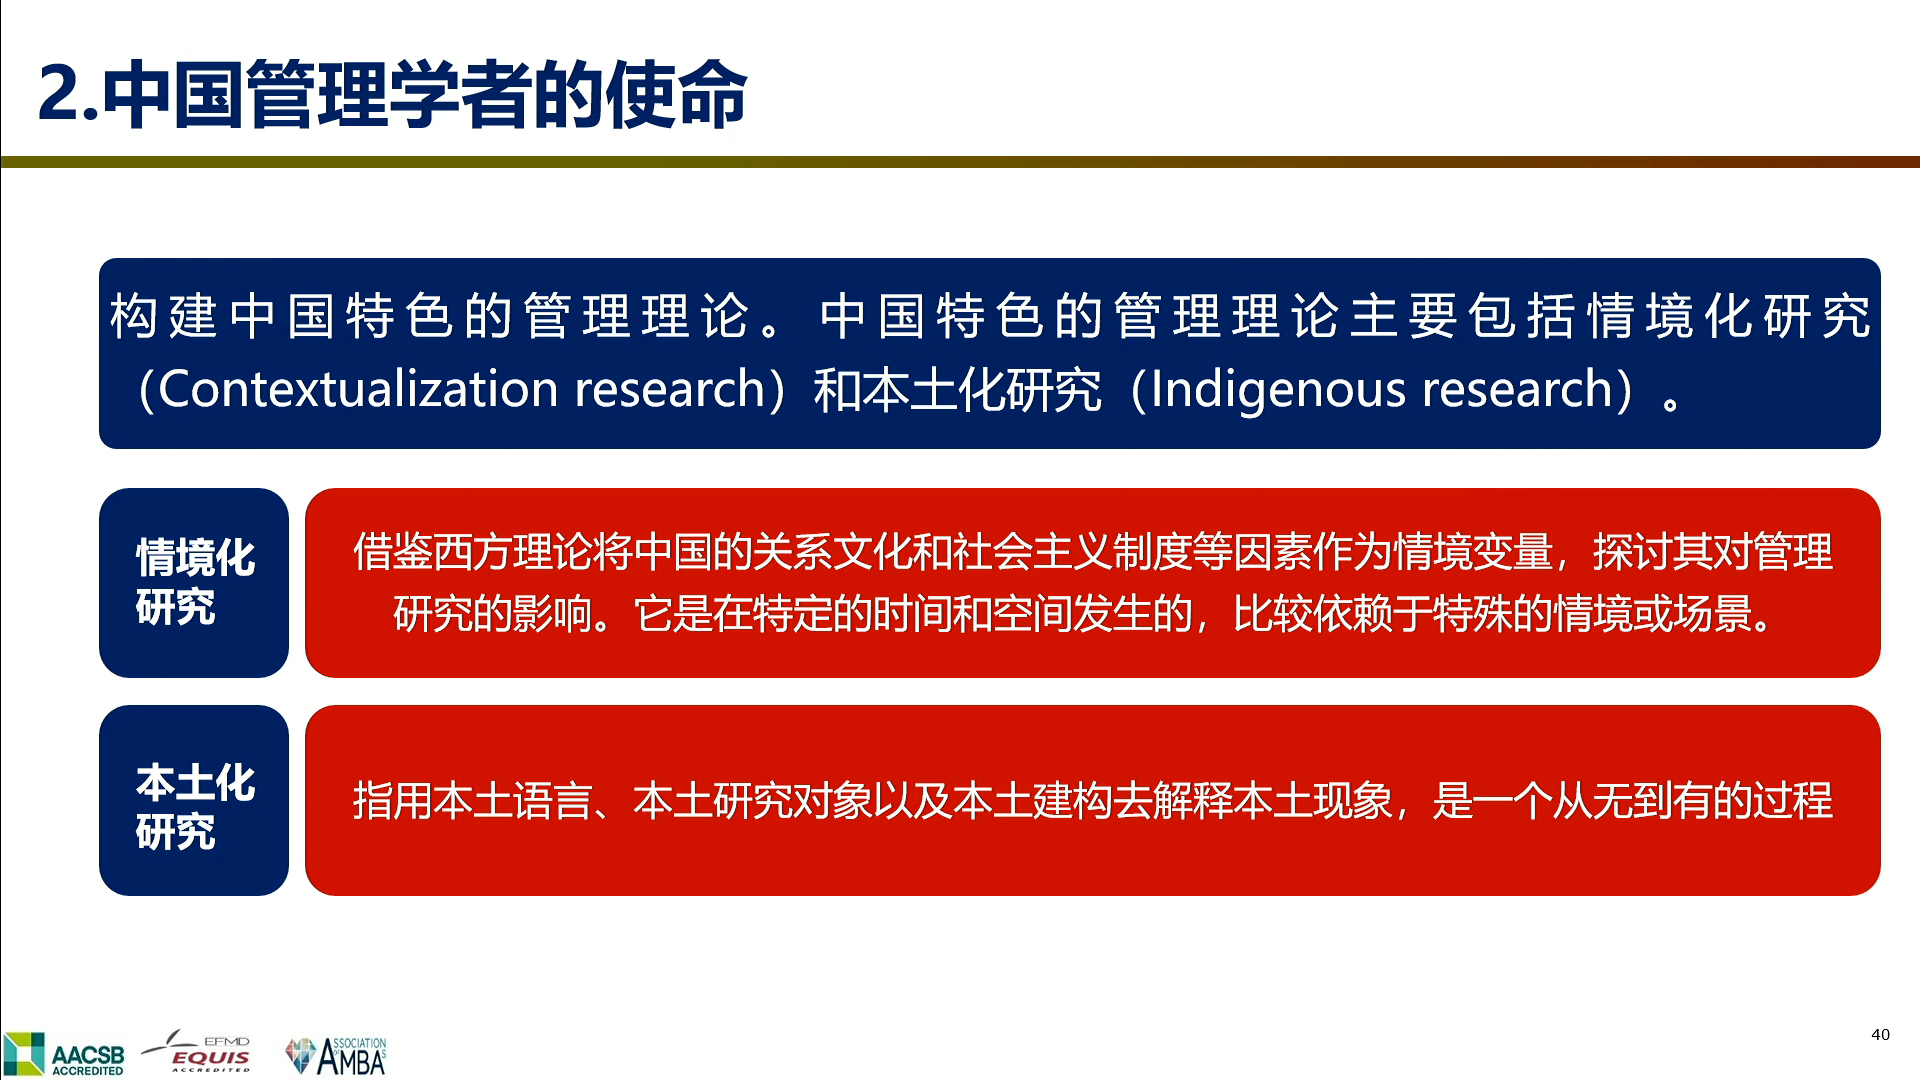 2.中国管理学者的使命
构建中国特色的管理理论。中国特色的管理理论主要包括情境化研究
（Contextualization research）和本土化研究（Indigenous research）。
情境化
研究
借鉴西方理论将中国的关系文化和社会主义制度等因素作为情境变量，探讨其对管理
研究的影响。它是在特定的时间和空间发生的，比较依赖于特殊的情境或场景。
本土化
研究
指用本土语言、本土研究对象以及本土建构去解释本土现象，是一个从无到有的过程
AACSB
ACCREDITED
EFMD
EQUIS
ACCREDITED
ASSOCIATION
OF
AMBAS
40